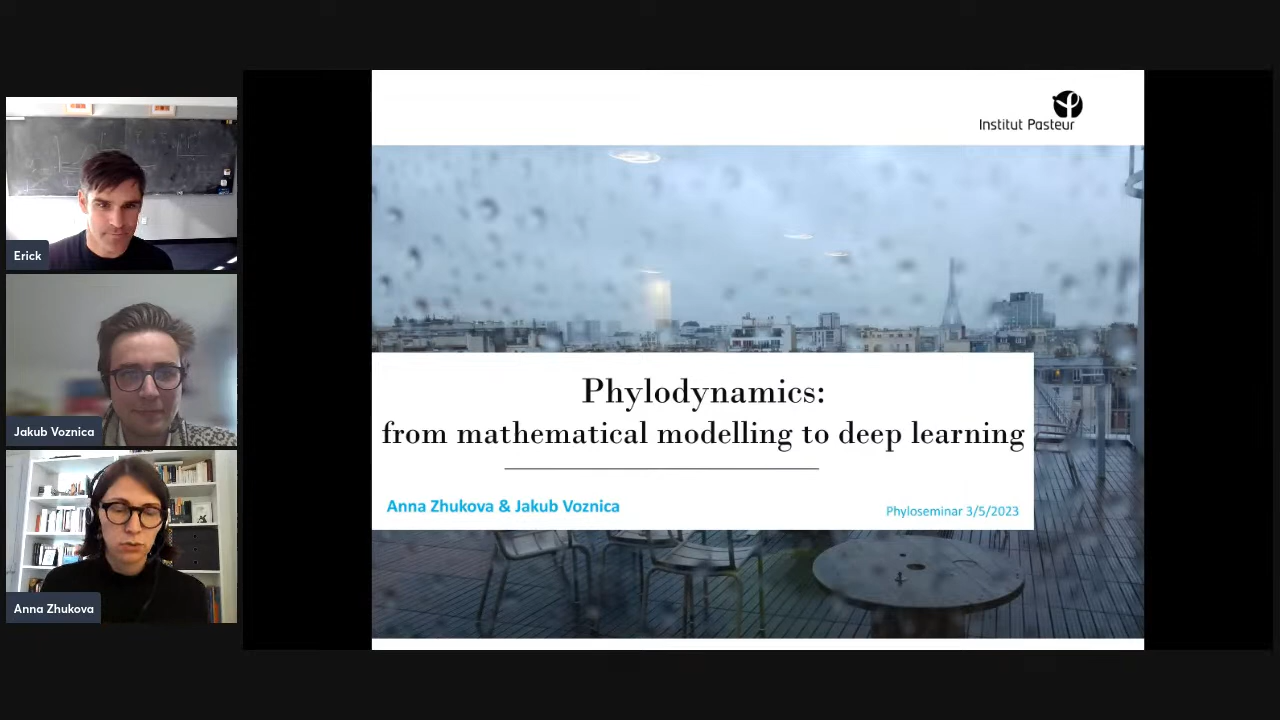 Erick
Jakub Voznica
Anna Zhukova
Institut Pasteur
Phylodynamics:
from mathematical modelling to deep learning
Anna Zhukova & Jakub Voznica
Phyloseminar 3/5/2023